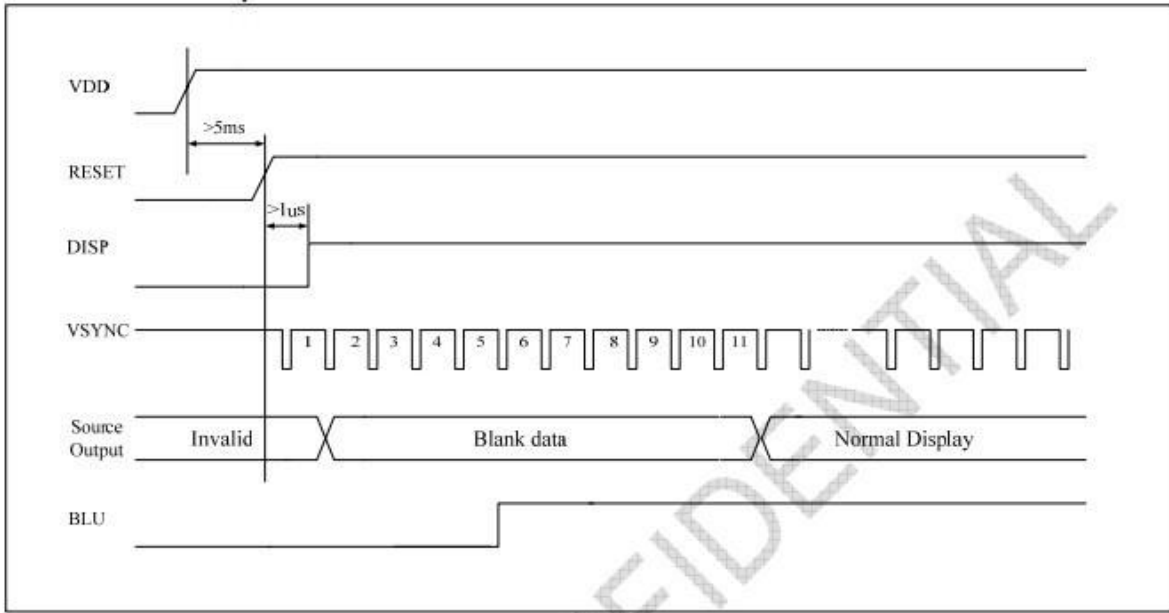 VDD
>5ms
RESET
>1us
DISP
VSYNC
1 2 3 4 5 6 7 8 9 10 11
Source
Output
Invalid
Blank data
Normal Display
BLU
FIDENTIAL